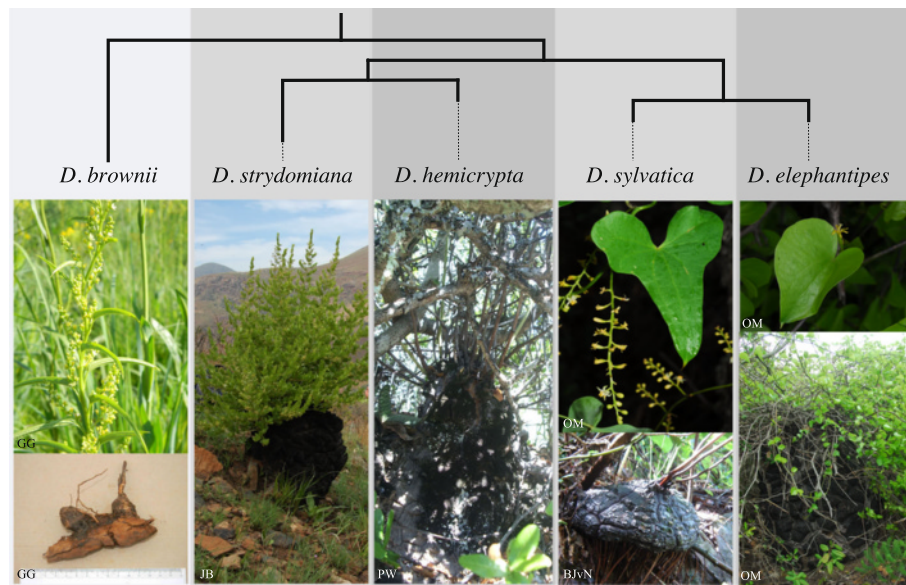 D. brownii
D. strydomiana
D. hemicrypta
D. sylvatica
D. elephantipes
GG
OM
OM
GG
JB
PW
BJvN
OM